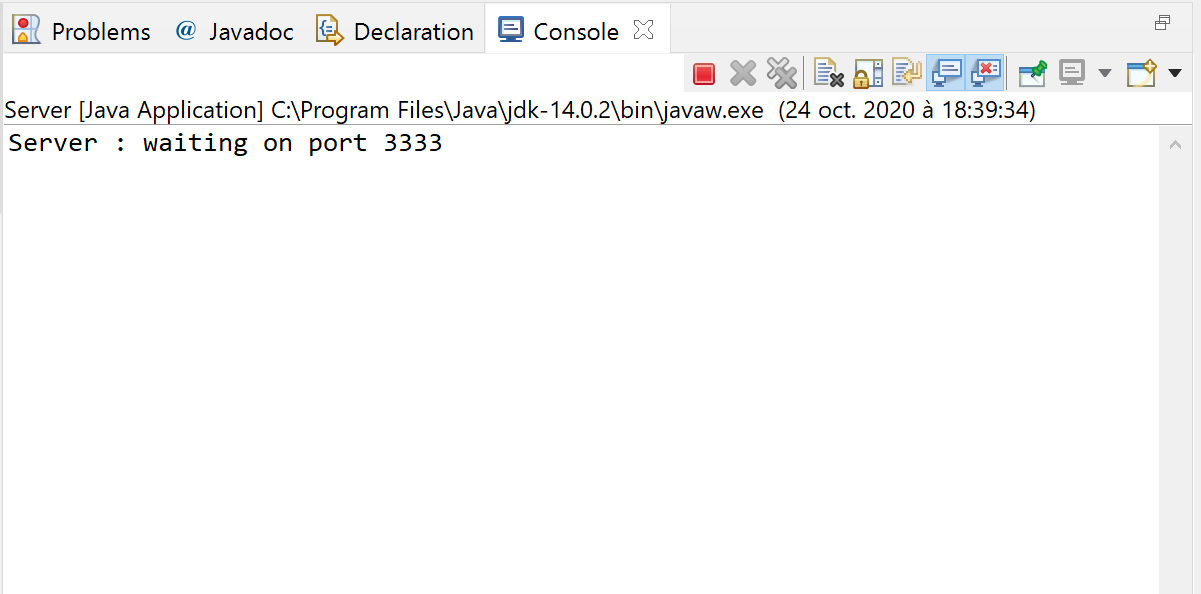 Problems @ Javadoc Declaration Console
Server [Java Application] C:\Program Files\Java\jdk-14.0.2\bin\javaw.exe (24 oct. 2020 à 18:39:34)
Server : waiting on port 3333